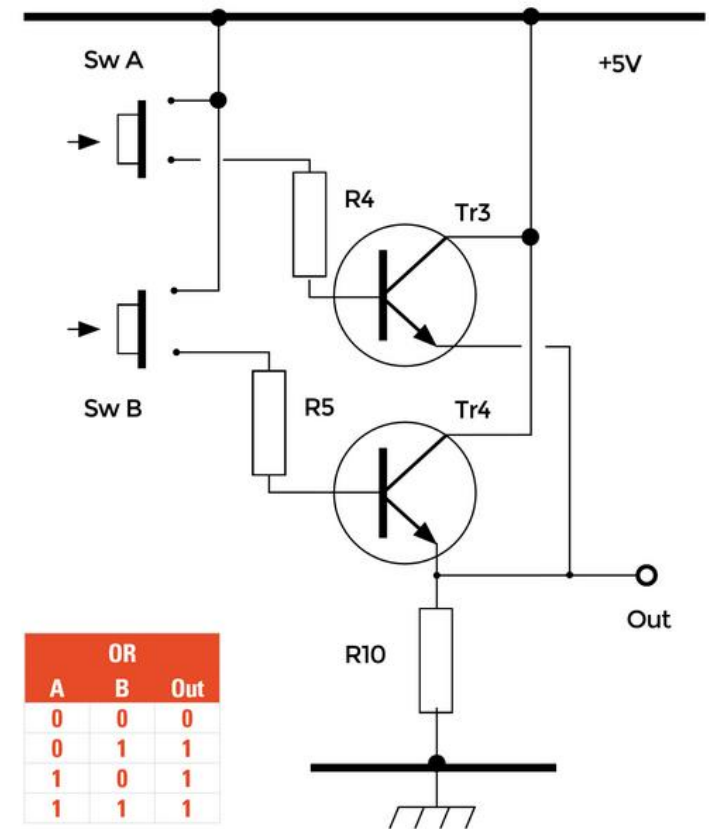 Sw A
+5V
R4
Tr3
Sw B
R5
Tr4
Out
R10
OR
A B Out
0 0 0
0 1 1
1 0 1
1 1 1